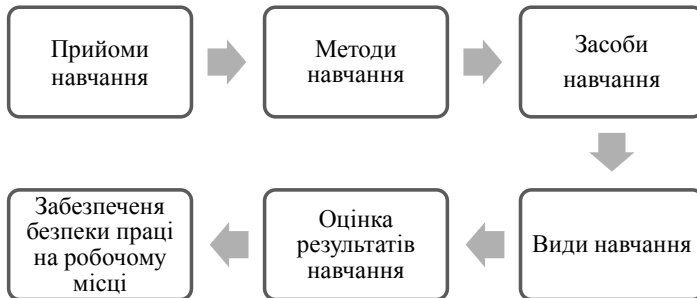 Прийоми
навчання
Методи
навчання
Засоби
навчання
Види навчання
Оцінка
результатів
навчання
Забезпеченя
безпеки праці
на робочому
місці